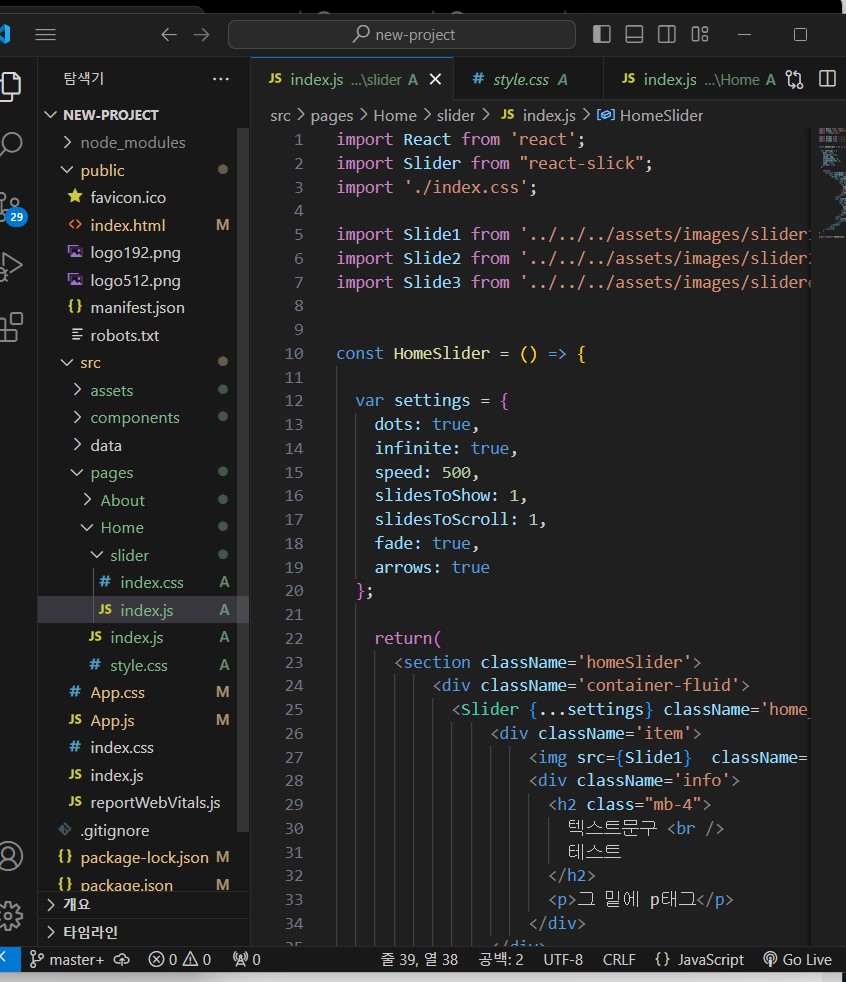 new-project
탐색기 ···
NEW-PROJECT
node_modules
public
favicon.ico
index.html M
logo192.png
logo512.png
manifest.json
robots.txt
src
assets
components
data
pages
About
Home
slider
index.css A
index.js A
index.js A
style.css A
App.css M
App.js M
index.css
index.js
reportWebVitals.js
.gitignore
package-lock.json M
package.json M
개요
타임라인
29
JS index.js ...\slider A
# style.css A
JS index.js ...\Home A
src > pages > Home > slider > JS index.js > HomeSlider
1 import React from 'react';
2 import Slider from "react-slick";
3 import './index.css';
4
5 import Slide1 from '../../../assets/images/slider1
6 import Slide2 from '../../../assets/images/slider2
7 import Slide3 from '../../../assets/images/slider
8
9
10 const HomeSlider = () => {
11
12 var settings = {
13 dots: true,
14 infinite: true,
15 speed: 500,
16 slidesToShow: 1,
17 slidesToScroll: 1,
18 fade: true,
19 arrows: true
20 };
21
22 return(
23 <section className='homeSlider'>
24 <div className='container-fluid'>
25 <Slider {...settings} className='home_
26 <div className='item'>
27 <img src={Slide1} className=
28 <div className='info'>
29 <h2 class="mb-4">
30 텍스트문구 <br />
31 테스트
32 </h2>
33 <p>그 밑에 p태그</p>
34 </div>
35 </div>
master+ 0 0 0 줄 39, 열 38 공백: 2 UTF-8 CRLF {} JavaScript Go Live